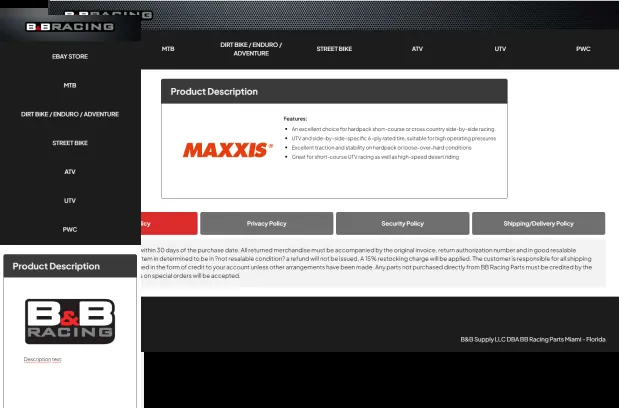 B&B RACING
EBAY STORE
MTB
DIRT BIKE / ENDURO / ADVENTURE
STREET BIKE
ATV
UTV
PWC
Product Description
B&B
RACING
Description text
MTB
DIRT BIKE / ENDURO /
ADVENTURE
STREET BIKE
ATV
UTV
PWC
Product Description
MAXXIS®
Features:
An excellent choice for hardpack short-course or cross country side-by-side racing.
UTV and side-by-side-specific 6-ply rated tire, suitable for high operating pressures
Excellent traction and stability on hardpack or loose-over-hard conditions
Great for short-course UTV racing as well as high-speed desert riding
Privacy Policy
Security Policy
Shipping/Delivery Policy
within 30 days of the purchase date. All returned merchandise must be accompanied by the original invoice, return authorization number and in good resalable
item in determined to be in ?not resalable condition? a refund will not be issued. A 15% restocking charge will be applied. The customer is responsible for all shipping
in the form of credit to your account unless other arrangements have been made. Any parts not purchased directly from BB Racing Parts must be credited by the
on special orders will be accepted.
B&B Supply LLC DBA BB Racing Parts Miami - Florida